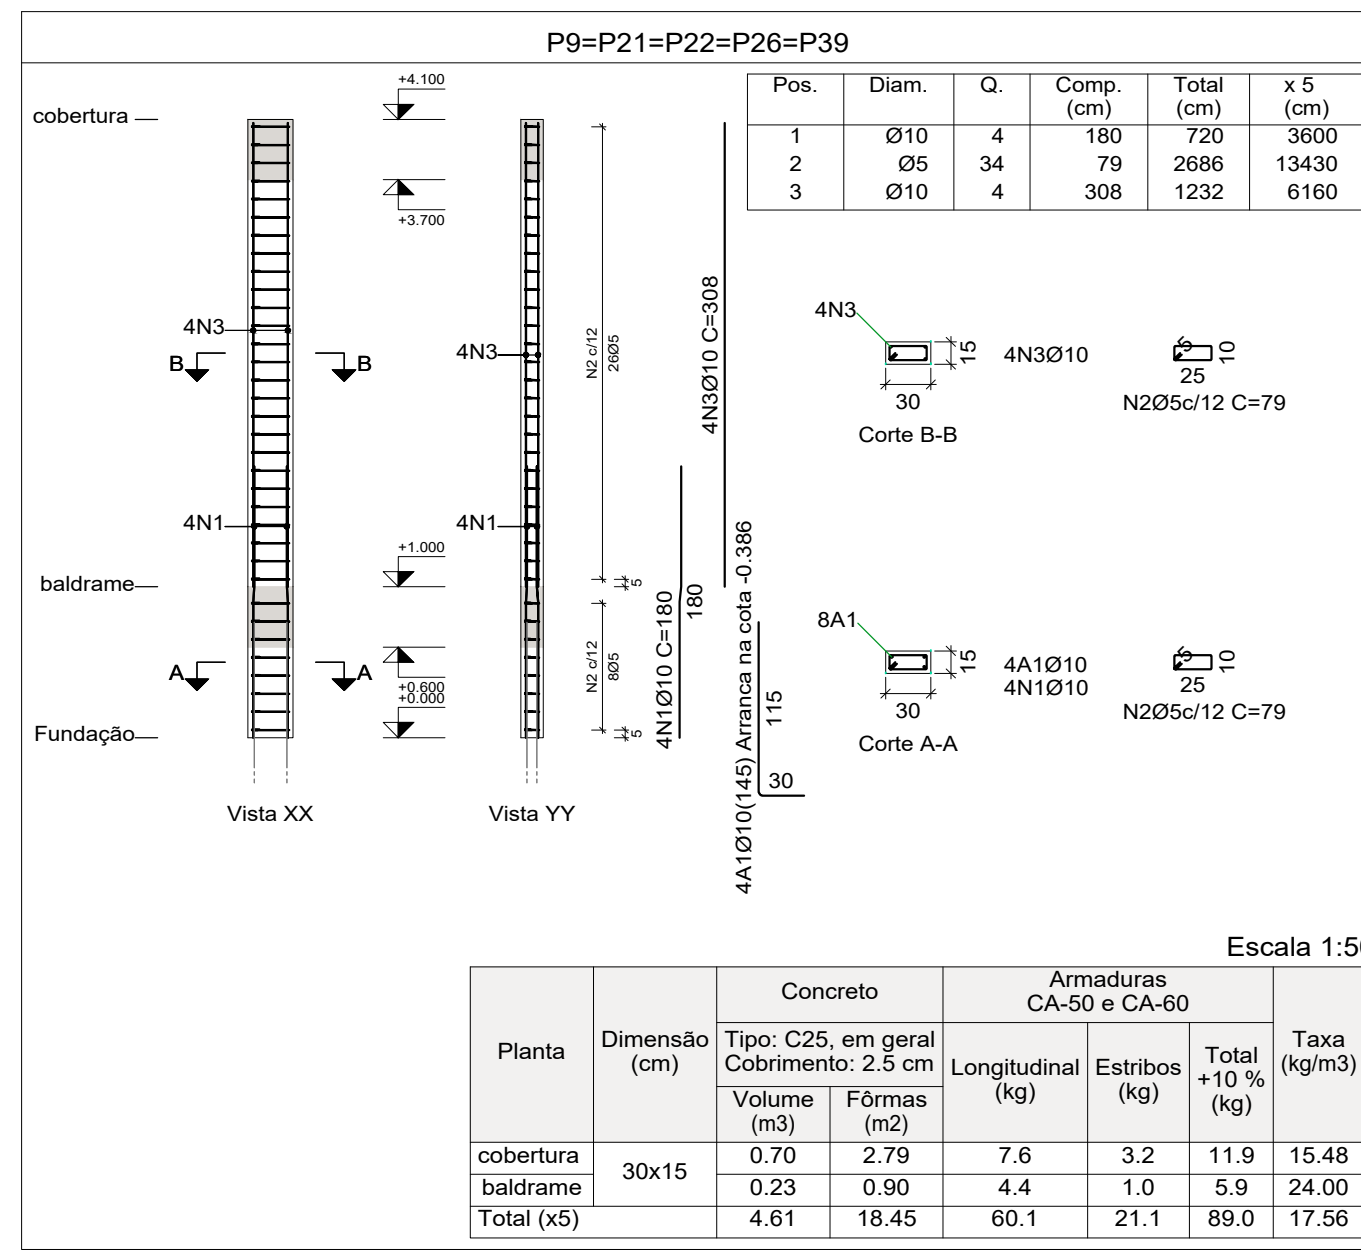 P9=P21=P22=P26=P39
Pos. Diam. Q. Comp. (cm) Total (cm) x 5 (cm)
1 Ø10 4 180 720 3600
2 Ø5 34 79 2686 13430
3 Ø10 4 308 1232 6160
cobertura
+4.100
+3.700
4N3
B B
4N1
baldrame
+1.000
A A
+0.600
+0.000
Fundação
Vista XX
4N3
4N1
Vista YY
N2 c/12
26Ø5
5
N2 c/12
8Ø5
5
4N1Ø10 C=180
180
4N3Ø10 C=308
4A1Ø10(145) Arranca na cota -0.386
115
30
4N3
15
30
4N3Ø10
Corte B-B
5
10
25
N2Ø5c/12 C=79
8A1
15
30
4A1Ø10
4N1Ø10
Corte A-A
5
10
25
N2Ø5c/12 C=79
Escala 1:50
Planta
Dimensão
(cm)
Concreto
Tipo: C25, em geral
Cobrimento: 2.5 cm
Volume
(m3)
Fôrmas
(m2)
Armaduras
CA-50 e CA-60
Longitudinal
(kg)
Estribos
(kg)
Total
+10 %
(kg)
Taxa
(kg/m3)
cobertura 30x15 0.70 2.79 7.6 3.2 11.9 15.48
baldrame 0.23 0.90 4.4 1.0 5.9 24.00
Total (x5) 4.61 18.45 60.1 21.1 89.0 17.56